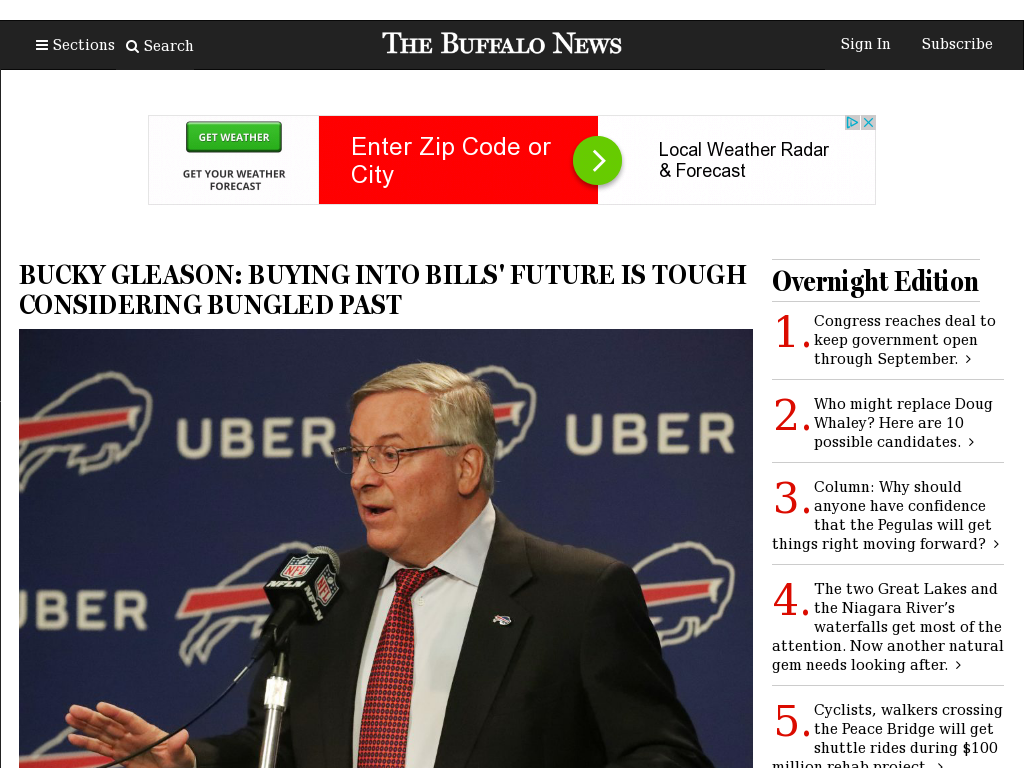 Sections Search THE BUFFALO NEWS Sign In Subscribe
GET WEATHER
GET YOUR WEATHER
FORECAST
Enter Zip Code or
City
Local Weather Radar
& Forecast
BUCKY GLEASON: BUYING INTO BILLS' FUTURE IS TOUGH
CONSIDERING BUNGLED PAST
UBER
UBER
UBER
NFL
NFL
NFLN
NFLN
Overnight Edition
1. Congress reaches deal to
keep government open
through September.
2. Who might replace Doug
Whaley? Here are 10
possible candidates.
3. Column: Why should
anyone have confidence
that the Pegulas will get
things right moving forward?
4. The two Great Lakes and
the Niagara River’s
waterfalls get most of the
attention. Now another natural
gem needs looking after.
5. Cyclists, walkers crossing
the Peace Bridge will get
shuttle rides during $100
million rehab project.